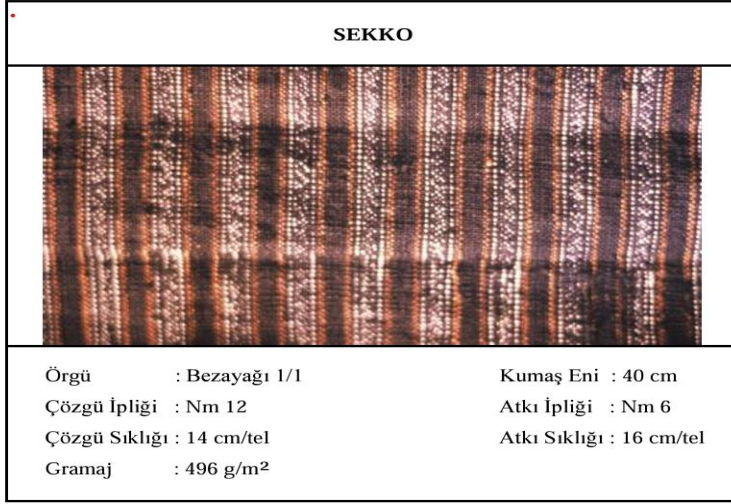 SEKKO
Örgü : Bezayağı 1/1 Kumaş Eni : 40 cm
Çözgü İpliği : Nm 12 Atkı İpliği : Nm 6
Çözgü Sıklığı : 14 cm/tel Atkı Sıklığı : 16 cm/tel
Gramaj : 496 g/m²